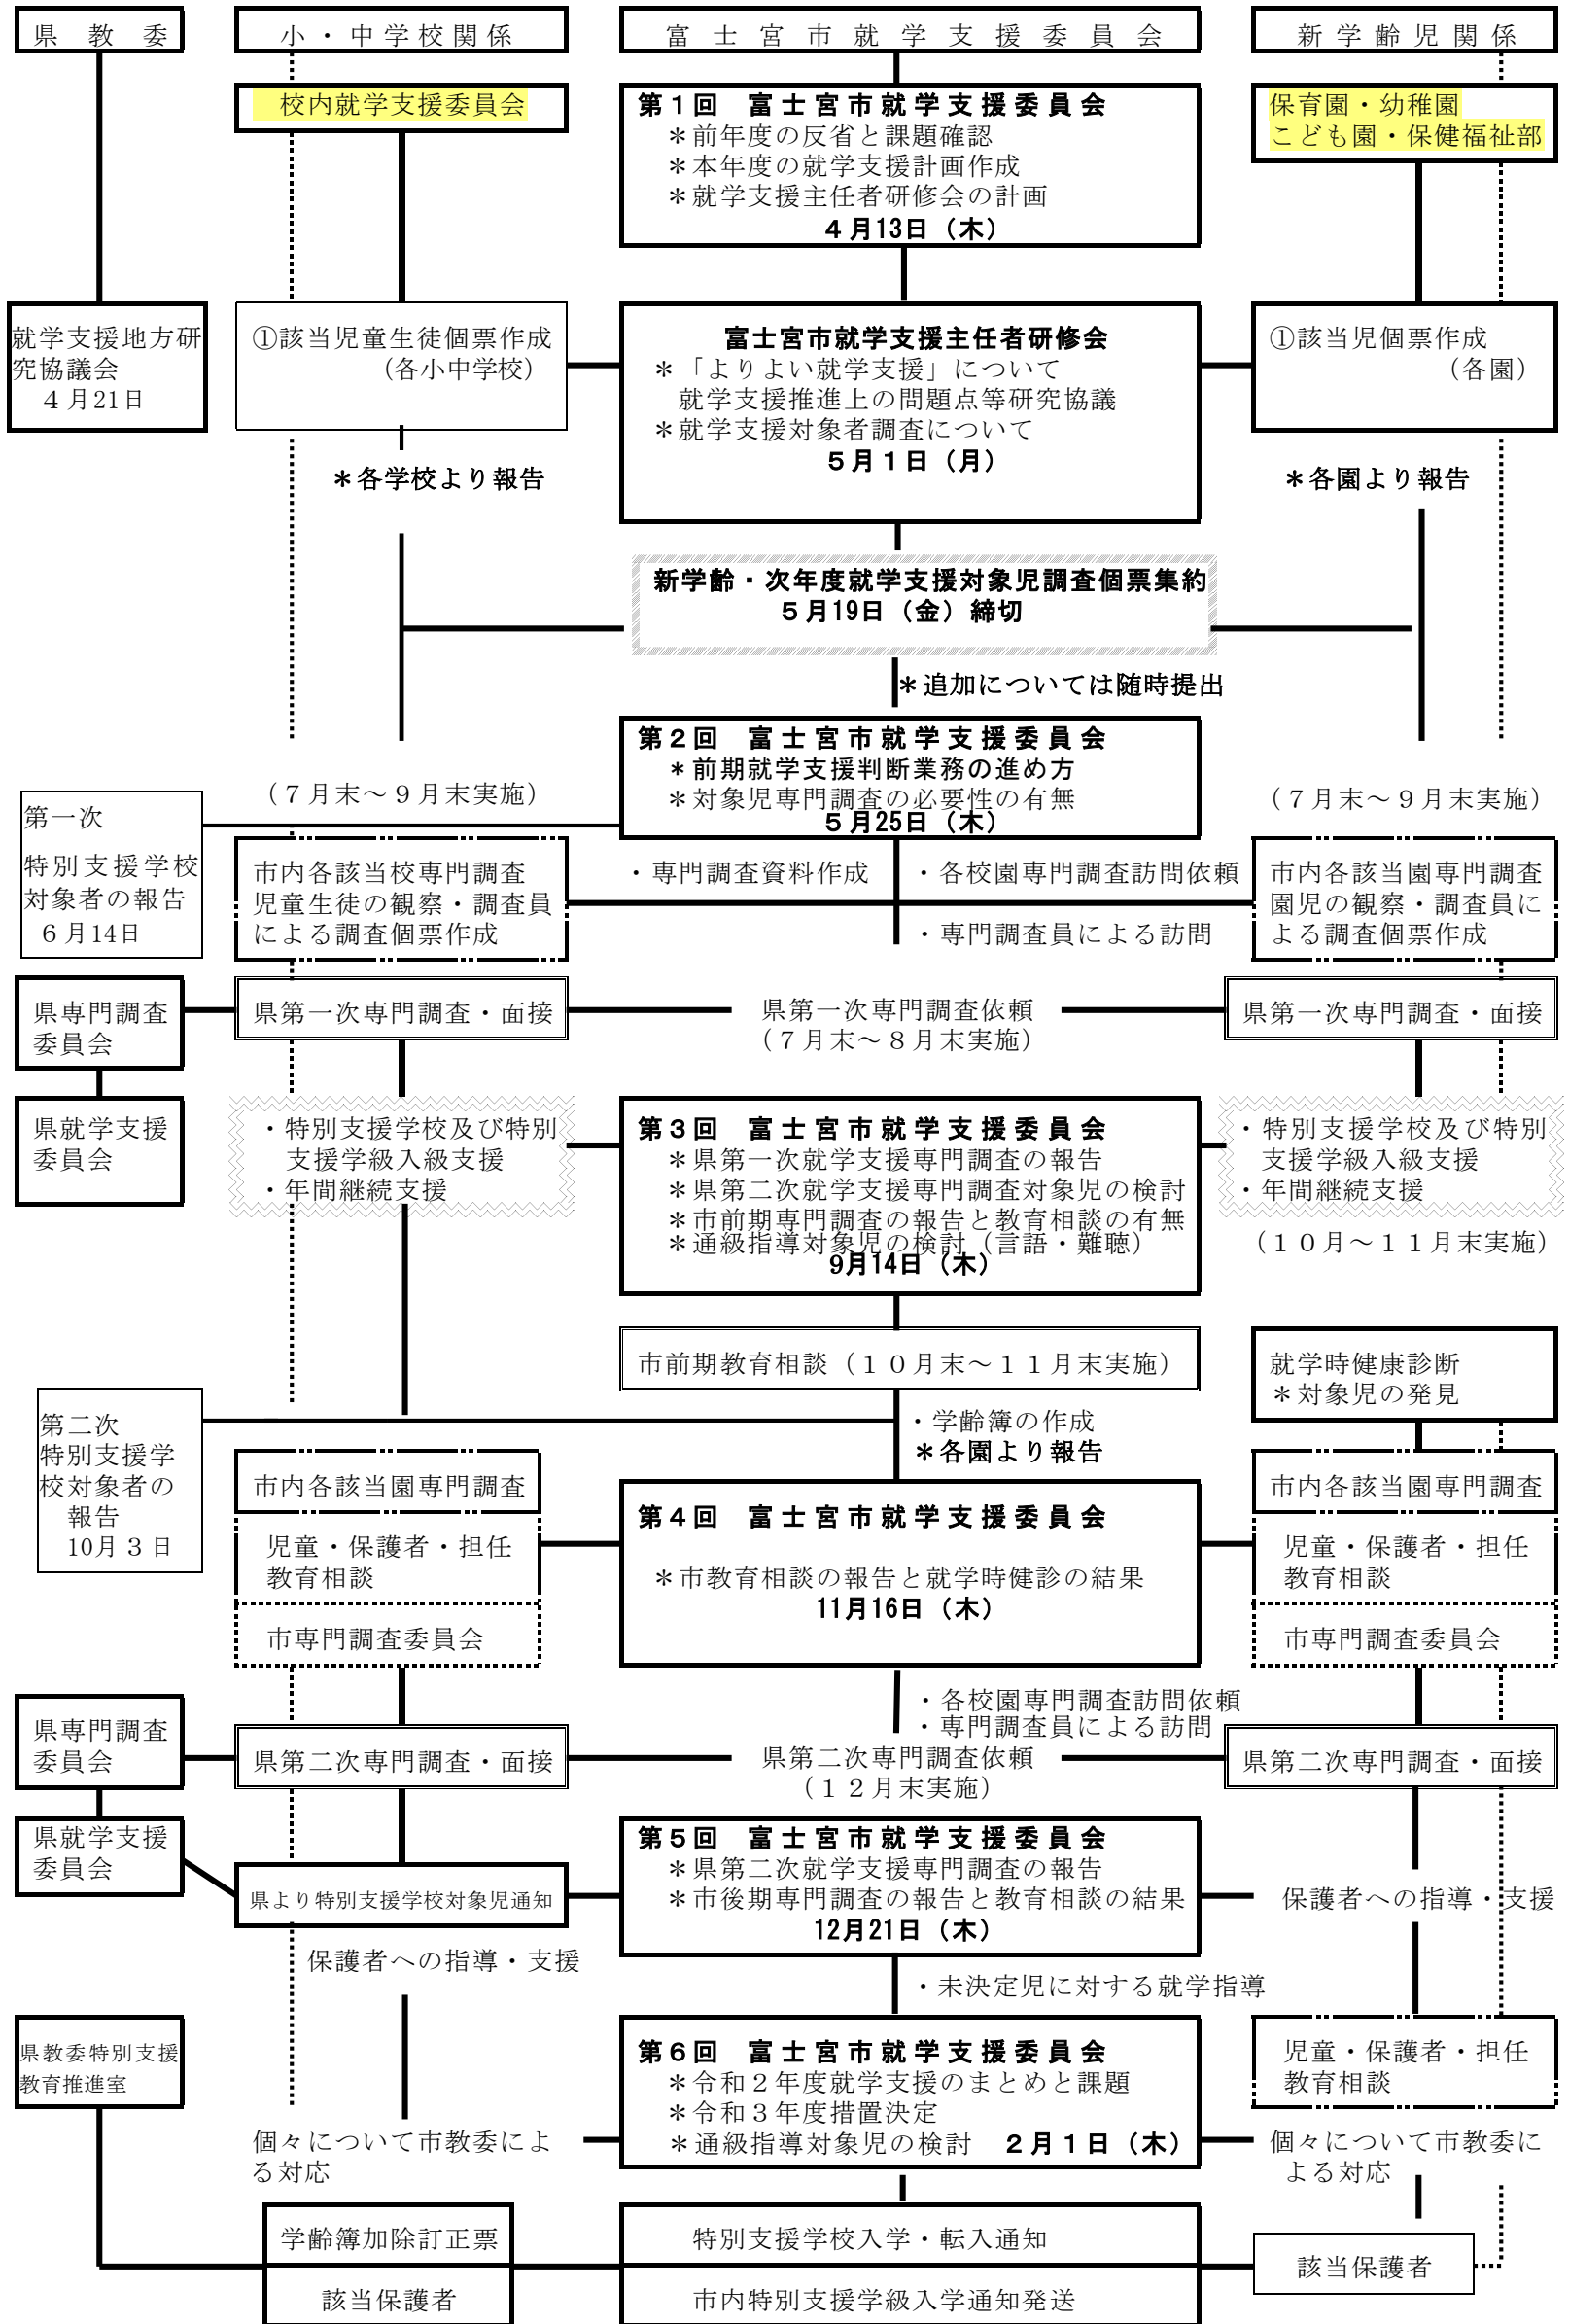 県教委
小・中学校関係
富士宮市就学支援委員会
新学齢児関係
校内就学支援委員会
第１回　富士宮市就学支援委員会
＊前年度の反省と課題確認
＊本年度の就学支援計画作成
＊就学支援主任者研修会の計画
４月13日（木）
保育園・幼稚園
こども園・保健福祉部
就学支援地方研
究協議会
４月21日
①該当児童生徒個票作成
（各小中学校）
富士宮市就学支援主任者研修会
＊「よりよい就学支援」について
就学支援推進上の問題点等研究協議
＊就学支援対象者調査について
５月１日（月）
①該当児個票作成
（各園）
＊各学校より報告
＊各園より報告
新学齢・次年度就学支援対象児調査個票集約
５月19日（金）締切
＊追加については随時提出
第２回　富士宮市就学支援委員会
＊前期就学支援判断業務の進め方
＊対象児専門調査の必要性の有無
５月25日（木）
（７月末～９月末実施）
（７月末～９月末実施）
第一次
特別支援学校
対象者の報告
６月14日
市内各該当校専門調査
児童生徒の観察・調査員
による調査個票作成
・専門調査資料作成
・各校園専門調査訪問依頼
・専門調査員による訪問
市内各該当園専門調査
園児の観察・調査員に
よる調査個票作成
県専門調査
委員会
県第一次専門調査・面接
県第一次専門調査依頼
（７月末～８月末実施）
県第一次専門調査・面接
県就学支援
委員会
・特別支援学校及び特別
支援学級入級支援
・年間継続支援
第３回　富士宮市就学支援委員会
＊県第一次就学支援専門調査の報告
＊県第二次就学支援専門調査対象児の検討
＊市前期専門調査の報告と教育相談の有無
＊通級指導対象児の検討（言語・難聴）
9月14日（木）
・特別支援学校及び特別
支援学級入級支援
・年間継続支援
（１０月～１１月末実施）
市前期教育相談（１０月末～１１月末実施）
就学時健康診断
＊対象児の発見
第二次
特別支援学
校対象者の
報告
10月３日
・学齢簿の作成
＊各園より報告
市内各該当園専門調査
児童・保護者・担任
教育相談
市専門調査委員会
第４回　富士宮市就学支援委員会
＊市教育相談の報告と就学時健診の結果
11月16日（木）
市内各該当園専門調査
児童・保護者・担任
教育相談
市専門調査委員会
・各校園専門調査訪問依頼
・専門調査員による訪問
県専門調査
委員会
県第二次専門調査・面接
県第二次専門調査依頼
（１２月末実施）
県第二次専門調査・面接
県就学支援
委員会
県より特別支援学校対象児通知
第５回　富士宮市就学支援委員会
＊県第二次就学支援専門調査の報告
＊市後期専門調査の報告と教育相談の結果
12月21日（木）
保護者への指導・支援
保護者への指導・支援
・未決定児に対する就学指導
県教委特別支援
教育推進室
第６回　富士宮市就学支援委員会
＊令和２年度就学支援のまとめと課題
＊令和３年度措置決定
＊通級指導対象児の検討　２月１日（木）
児童・保護者・担任
教育相談
個々について市教委によ
る対応
個々について市教委に
よる対応
学齢簿加除訂正票
該当保護者
特別支援学校入学・転入通知
市内特別支援学級入学通知発送
該当保護者